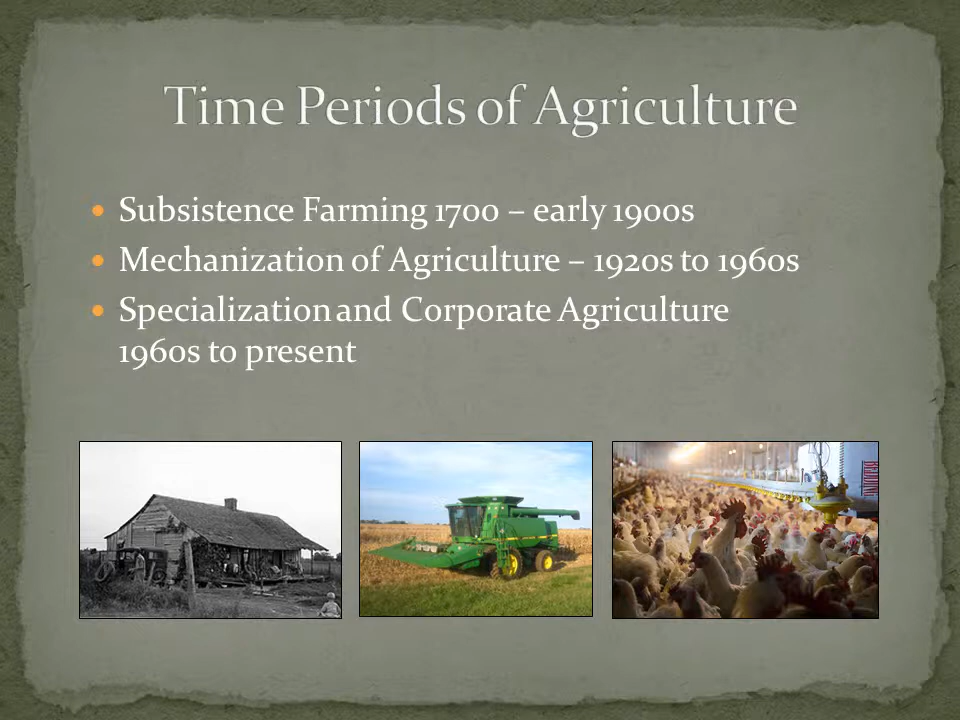 Time Periods of Agriculture
Subsistence Farming 1700 – early 1900s
Mechanization of Agriculture – 1920s to 1960s
Specialization and Corporate Agriculture
1960s to present